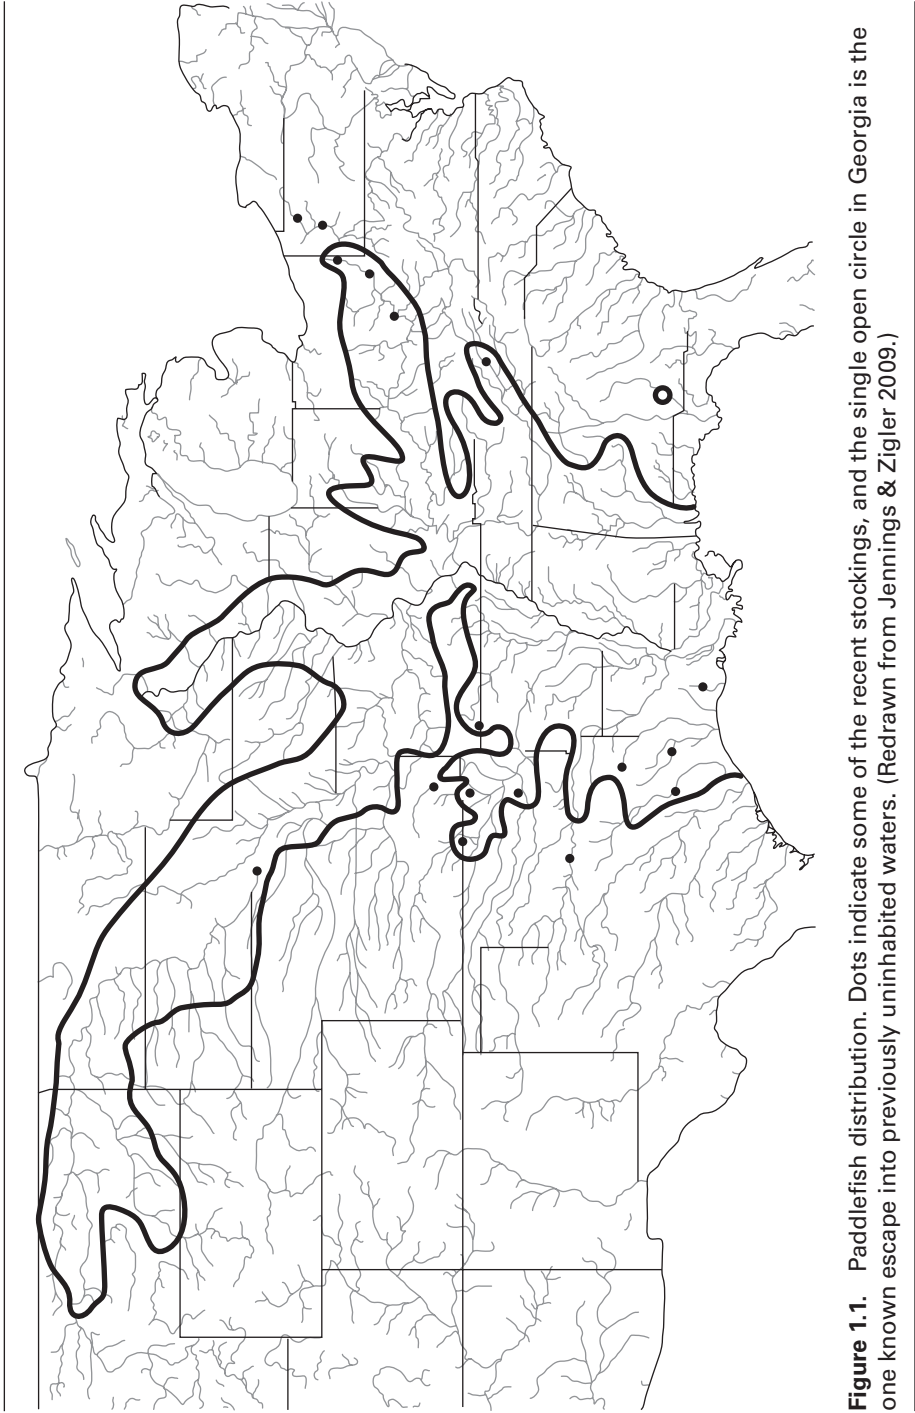 Figure 1.1. Paddlefish distribution. Dots indicate some of the recent stockings, and the single open circle in Georgia is the
one known escape into previously uninhabited waters. (Redrawn from Jennings & Zigler 2009.)